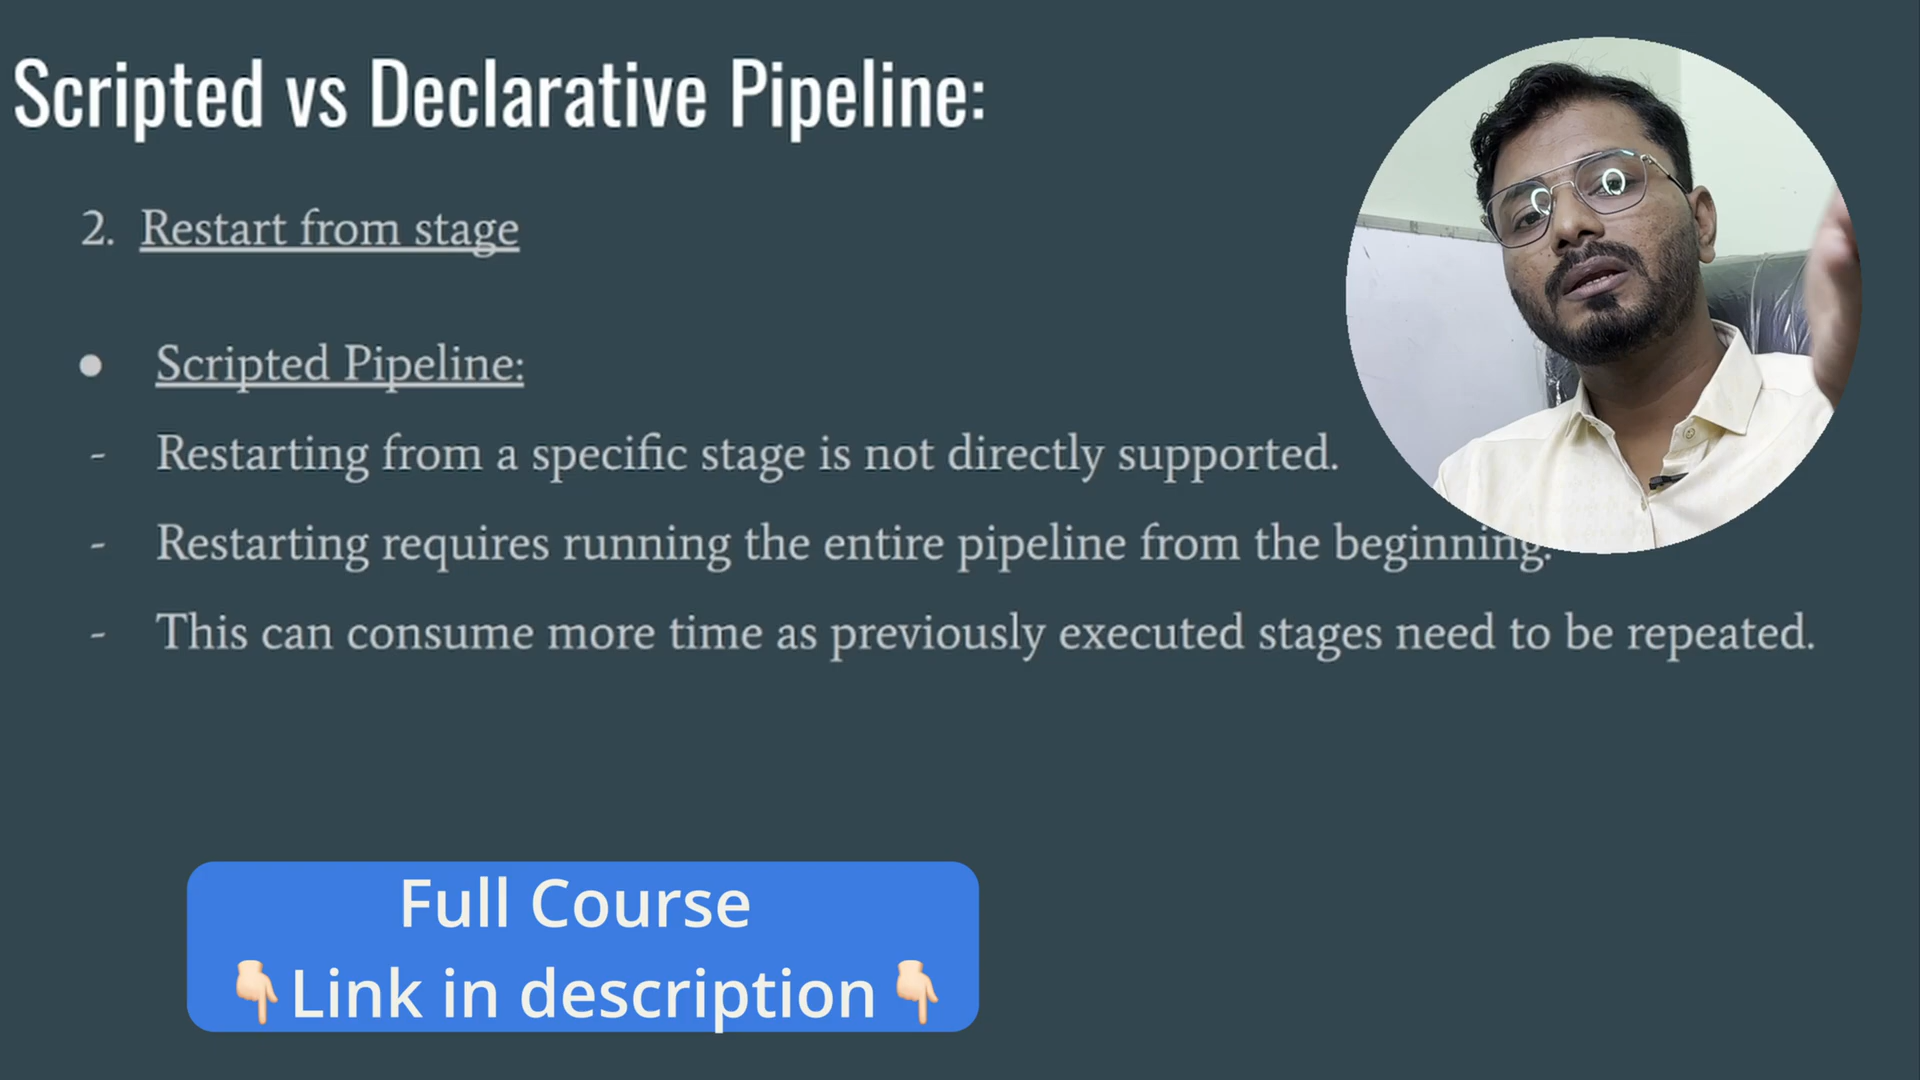 Scripted vs Declarative Pipeline:
2. Restart from stage
● Scripted Pipeline:
- Restarting from a specific stage is not directly supported.
- Restarting requires running the entire pipeline from the beginning.
- This can consume more time as previously executed stages need to be repeated.
Full Course
👇🏻Link in description👇🏻